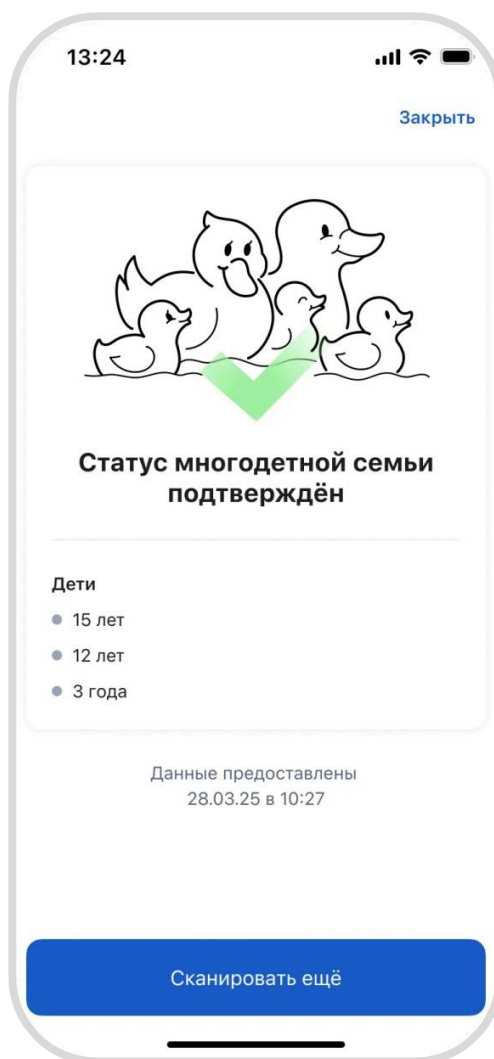 13:24
Закрыть
Статус многодетной семьи
подтверждён
Дети
15 лет
12 лет
3 года
Данные предоставлены
28.03.25 в 10:27
Сканировать ещё